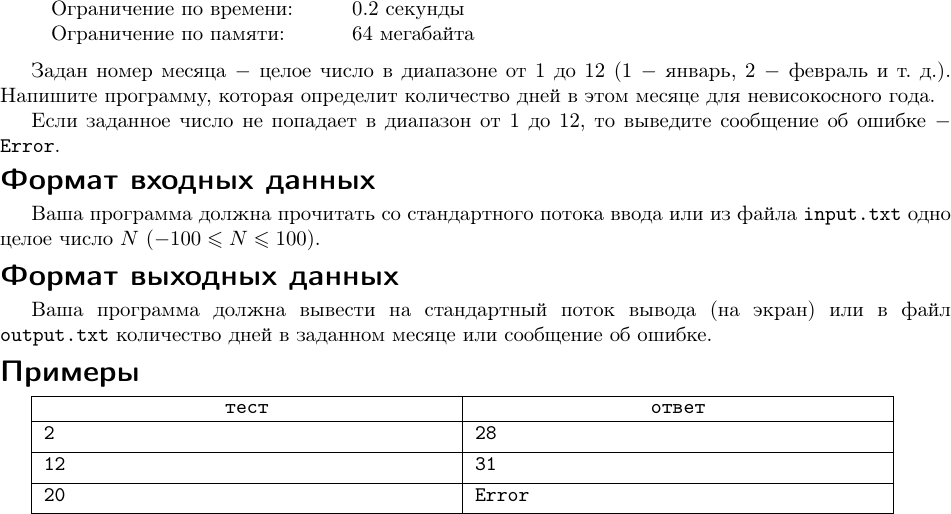 Ограничение по времени: 0.2 секунды
Ограничение по памяти: 64 мегабайта
Задан номер месяца − целое число в диапазоне от 1 до 12 (1 − январь, 2 − февраль и т. д.).
Напишите программу, которая определит количество дней в этом месяце для невисокосного года.
Если заданное число не попадает в диапазон от 1 до 12, то выведите сообщение об ошибке −
Error.
Формат входных данных
Ваша программа должна прочитать со стандартного потока ввода или из файла input.txt одно
целое число N (−100 ⩽ N ⩽ 100).
Формат выходных данных
Ваша программа должна вывести на стандартный поток вывода (на экран) или в файл
output.txt количество дней в заданном месяце или сообщение об ошибке.
Примеры
тест ответ
2 28
12 31
20 Error